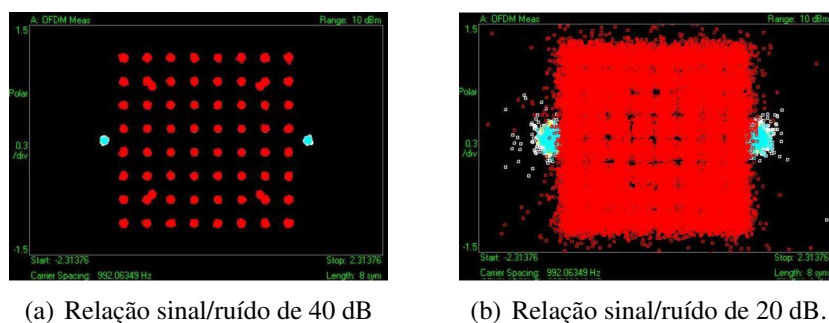 A: OFDM Meas Range: 10 dBm
1.5
Polar
0.3
/div
-1.5
Start: -2.31376 Stop: 2.31376
Carrier Spacing: 992.06349 Hz Length: 8 sym
(a) Relação sinal/ruído de 40 dB
A: OFDM Meas Range: 10 dBm
1.5
Polar
0.3
/div
-1.5
Start: -2.31376 Stop: 2.31376
Carrier Spacing: 992.06349 Hz Length: 8 sym
(b) Relação sinal/ruído de 20 dB.